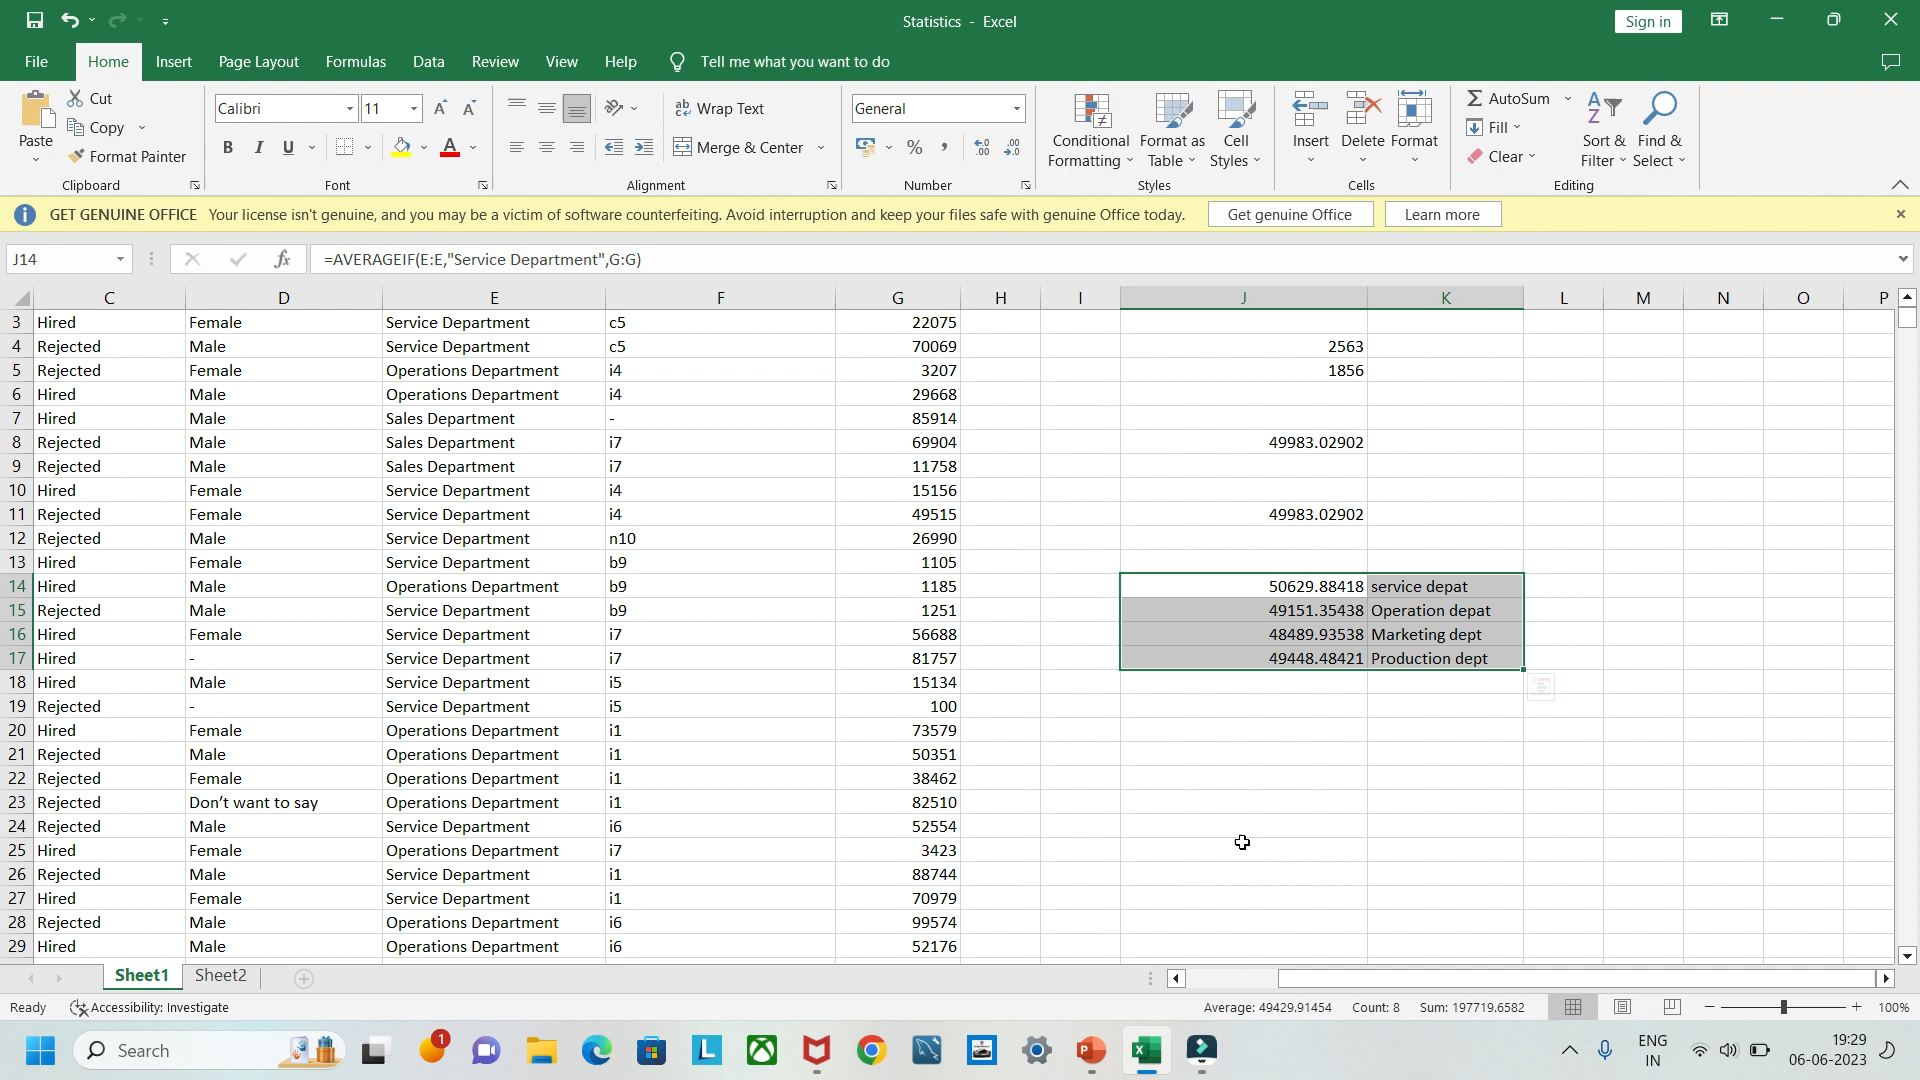 Statistics - Excel
Sign in
File Home Insert Page Layout Formulas Data Review View Help Tell me what you want to do
Paste
Cut
Copy
Format Painter
Clipboard
Calibri 11
B I U
Font
Wrap Text
Merge & Center
Alignment
General
Number
Conditional Formatting
Format as Table
Cell Styles
Styles
Insert
Delete
Format
Cells
AutoSum
Fill
Clear
Sort & Filter
Find & Select
Editing
GET GENUINE OFFICE Your license isn't genuine, and you may be a victim of software counterfeiting. Avoid interruption and keep your files safe with genuine Office today. Get genuine Office Learn more
J14 fx =AVERAGEIF(E:E,"Service Department",G:G)
C D E F G H I J K L M N O P
3 Hired Female Service Department c5 22075
4 Rejected Male Service Department c5 70069 2563
5 Rejected Female Operations Department i4 3207 1856
6 Hired Male Operations Department i4 29668
7 Hired Male Sales Department - 85914
8 Rejected Male Sales Department i7 69904 49983.02902
9 Rejected Male Sales Department i7 11758
10 Hired Female Service Department i4 15156
11 Rejected Female Service Department i4 49515 49983.02902
12 Rejected Male Service Department n10 26990
13 Hired Female Service Department b9 1105
14 Hired Male Operations Department b9 1185 50629.88418 service depat
15 Rejected Male Service Department b9 1251 49151.35438 Operation depat
16 Hired Female Service Department i7 56688 48489.93538 Marketing dept
17 Hired - Service Department i7 81757 49448.48421 Production dept
18 Hired Male Service Department i5 15134
19 Rejected - Service Department i5 100
20 Hired Female Operations Department i1 73579
21 Rejected Male Operations Department i1 50351
22 Rejected Female Operations Department i1 38462
23 Rejected Don’t want to say Operations Department i1 82510
24 Rejected Male Service Department i6 52554
25 Hired Female Operations Department i7 3423
26 Rejected Male Service Department i1 88744
27 Hired Female Service Department i1 70979
28 Rejected Male Operations Department i6 99574
29 Hired Male Operations Department i6 52176
Sheet1 Sheet2
Ready Accessibility: Investigate Average: 49429.91454 Count: 8 Sum: 197719.6582 100%
Search
1
ENG
IN
19:29
06-06-2023